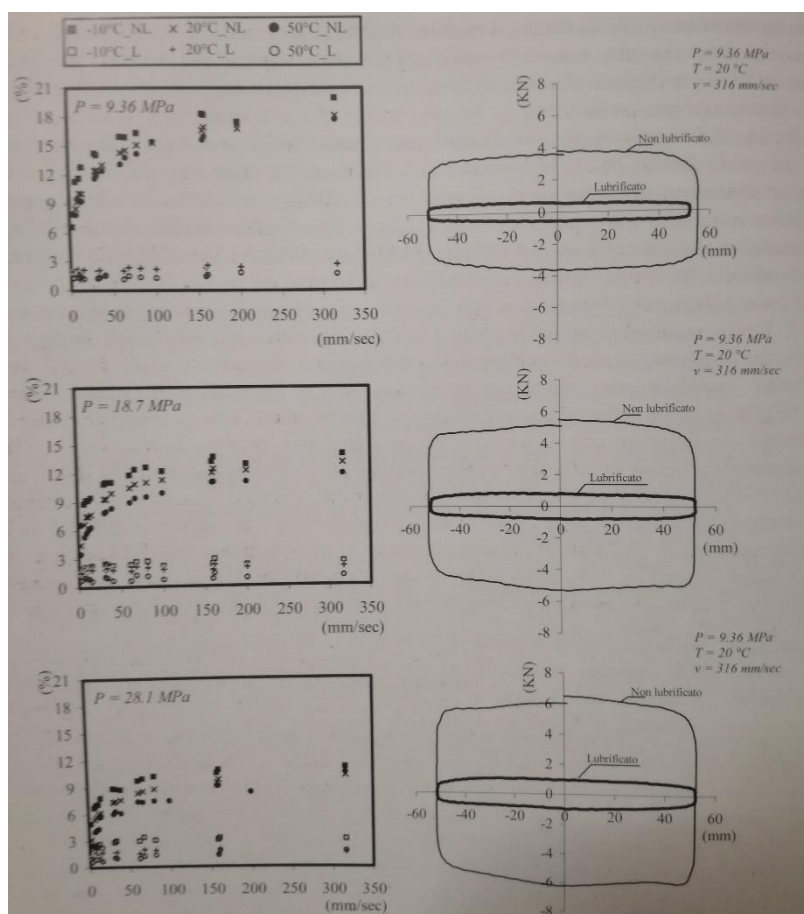 ■ -10°C_NL × 20°C_NL ● 50°C_NL
□ -10°C_L + 20°C_L ○ 50°C_L
(%)
21
18
15
12
9
6
3
0
P = 9.36 MPa
0 50 100 150 200 250 300 350
(mm/sec)
P = 9.36 MPa
T = 20 °C
v = 316 mm/sec
(KN)
8
6
4
2
0
-2
-4
-6
-8
Non lubrificato
Lubrificato
-60 -40 -20 0 20 40 60
(mm)
(%)
21
18
15
12
9
6
3
0
P = 18.7 MPa
0 50 100 150 200 250 300 350
(mm/sec)
P = 9.36 MPa
T = 20 °C
v = 316 mm/sec
(KN)
8
6
4
2
0
-2
-4
-6
-8
Non lubrificato
Lubrificato
-60 -40 -20 0 20 40 60
(mm)
(%)
21
18
15
12
9
6
3
0
P = 28.1 MPa
0 50 100 150 200 250 300 350
(mm/sec)
P = 9.36 MPa
T = 20 °C
v = 316 mm/sec
(KN)
8
6
4
2
0
-2
-4
-6
-8
Non lubrificato
Lubrificato
-60 -40 -20 0 20 40 60
(mm)